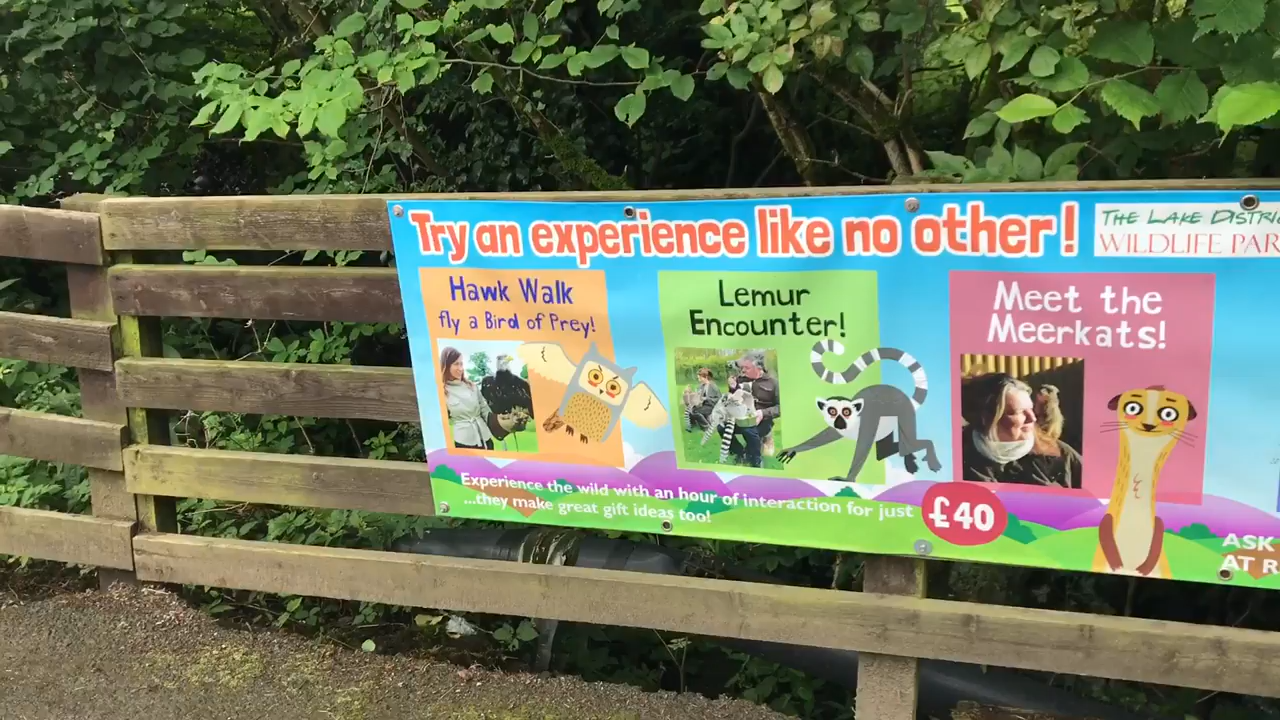 Try an experience like no other!
THE LAKE
WILDLIFE
Hawk Walk
fly a Bird of Prey!
Lemur
Encounter!
Meet the
Meerkats!
Experience the wild with an hour of interaction for just £40
...they make great gift ideas too!
ASK
AT